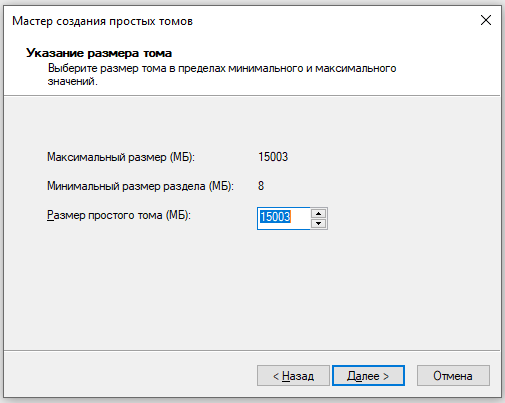 Мастер создания простых томов
Указание размера тома
Выберите размер тома в пределах минимального и максимального
значений.
Максимальный размер (МБ): 15003
Минимальный размер раздела (МБ): 8
Размер простого тома (МБ): 15003
< Назад Далее > Отмена